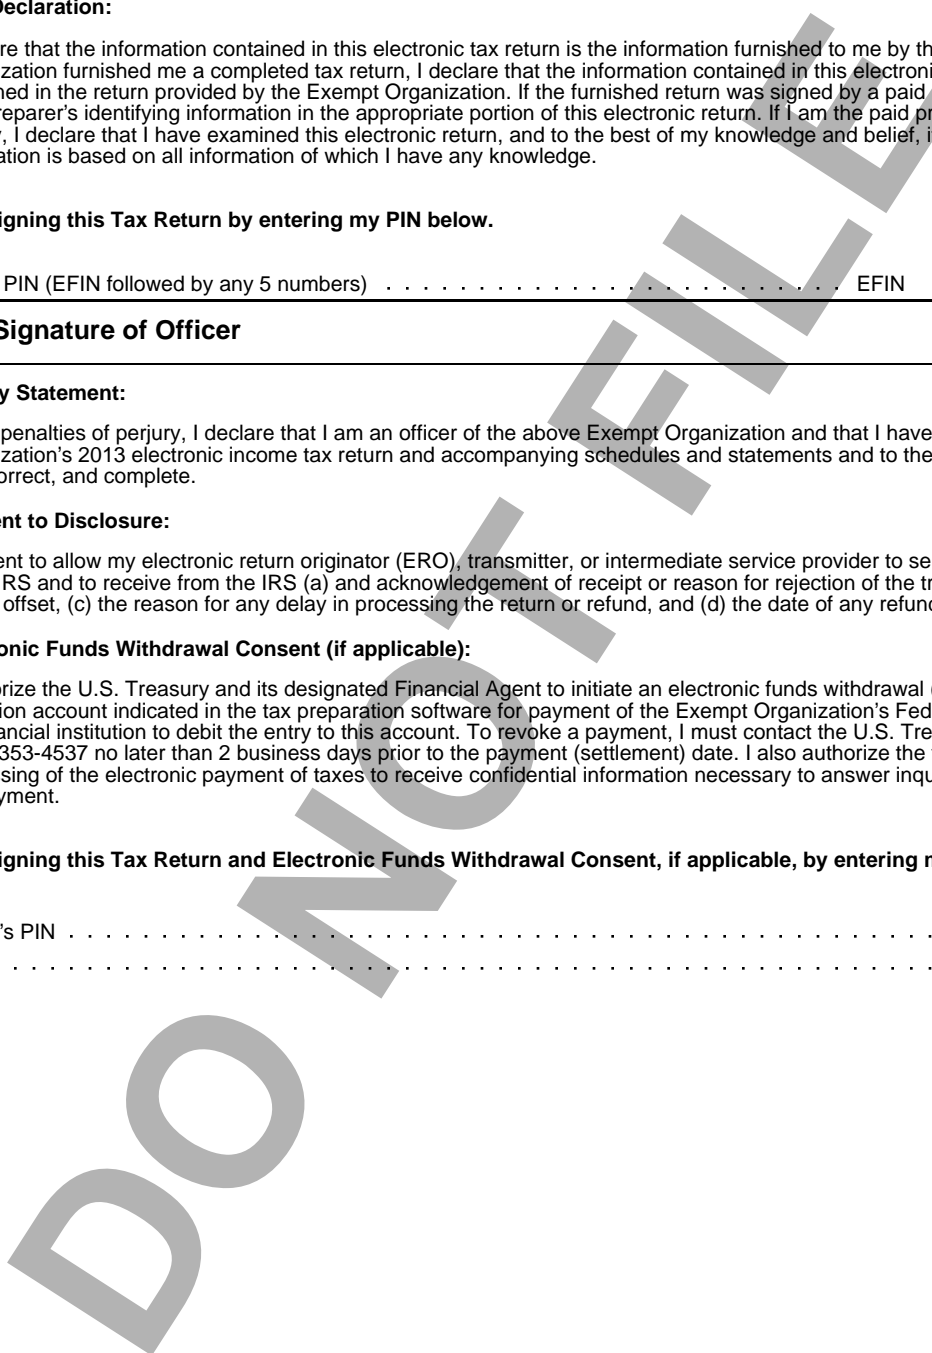 Declaration:
re that the information contained in this electronic tax return is the information furnished to me by th
zation furnished me a completed tax return, I declare that the information contained in this electroni
ned in the return provided by the Exempt Organization. If the furnished return was signed by a paid
reparer's identifying information in the appropriate portion of this electronic return. If I am the paid pr
, I declare that I have examined this electronic return, and to the best of my knowledge and belief, i
ation is based on all information of which I have any knowledge.
igning this Tax Return by entering my PIN below.
PIN (EFIN followed by any 5 numbers) . . . . . . . . . . . . . . . . . . . . EFIN
Signature of Officer
y Statement:
penalties of perjury, I declare that I am an officer of the above Exempt Organization and that I have
zation's 2013 electronic income tax return and accompanying schedules and statements and to the
orrect, and complete.
ent to Disclosure:
ent to allow my electronic return originator (ERO), transmitter, or intermediate service provider to se
IRS and to receive from the IRS (a) and acknowledgement of receipt or reason for rejection of the tr
offset, (c) the reason for any delay in processing the return or refund, and (d) the date of any refund
onic Funds Withdrawal Consent (if applicable):
orize the U.S. Treasury and its designated Financial Agent to initiate an electronic funds withdrawal (
ion account indicated in the tax preparation software for payment of the Exempt Organization's Fed
ancial institution to debit the entry to this account. To revoke a payment, I must contact the U.S. Tre
353-4537 no later than 2 business days prior to the payment (settlement) date. I also authorize the
sing of the electronic payment of taxes to receive confidential information necessary to answer inqu
yment.
igning this Tax Return and Electronic Funds Withdrawal Consent, if applicable, by entering m
's PIN . . . . . . . . . . . . . . . . . . . . . . . . . . . . . . . . . . . . . .
. . . . . . . . . . . . . . . . . . . . . . . . . . . . . . . . . . . . . . . .
DO NOT FILE